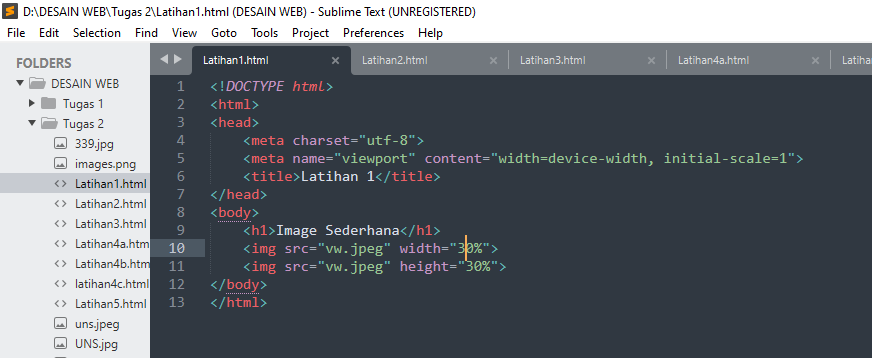 D:\DESAIN WEB\Tugas 2\Latihan1.html (DESAIN WEB) - Sublime Text (UNREGISTERED)
File Edit Selection Find View Goto Tools Project Preferences Help
FOLDERS
DESAIN WEB
Tugas 1
Tugas 2
339.jpg
images.png
Latihan1.html
Latihan2.html
Latihan3.html
Latihan4a.htm
Latihan4b.htm
latihan4c.html
Latihan5.html
uns.jpeg
UNS.jpg
Latihan1.html × Latihan2.html × Latihan3.html × Latihan4a.html × Latihan
1 <!DOCTYPE html>
2 <html>
3 <head>
4 <meta charset="utf-8">
5 <meta name="viewport" content="width=device-width, initial-scale=1">
6 <title>Latihan 1</title>
7 </head>
8 <body>
9 <h1>Image Sederhana</h1>
10 <img src="vw.jpeg" width="30%">
11 <img src="vw.jpeg" height="30%">
12 </body>
13 </html>